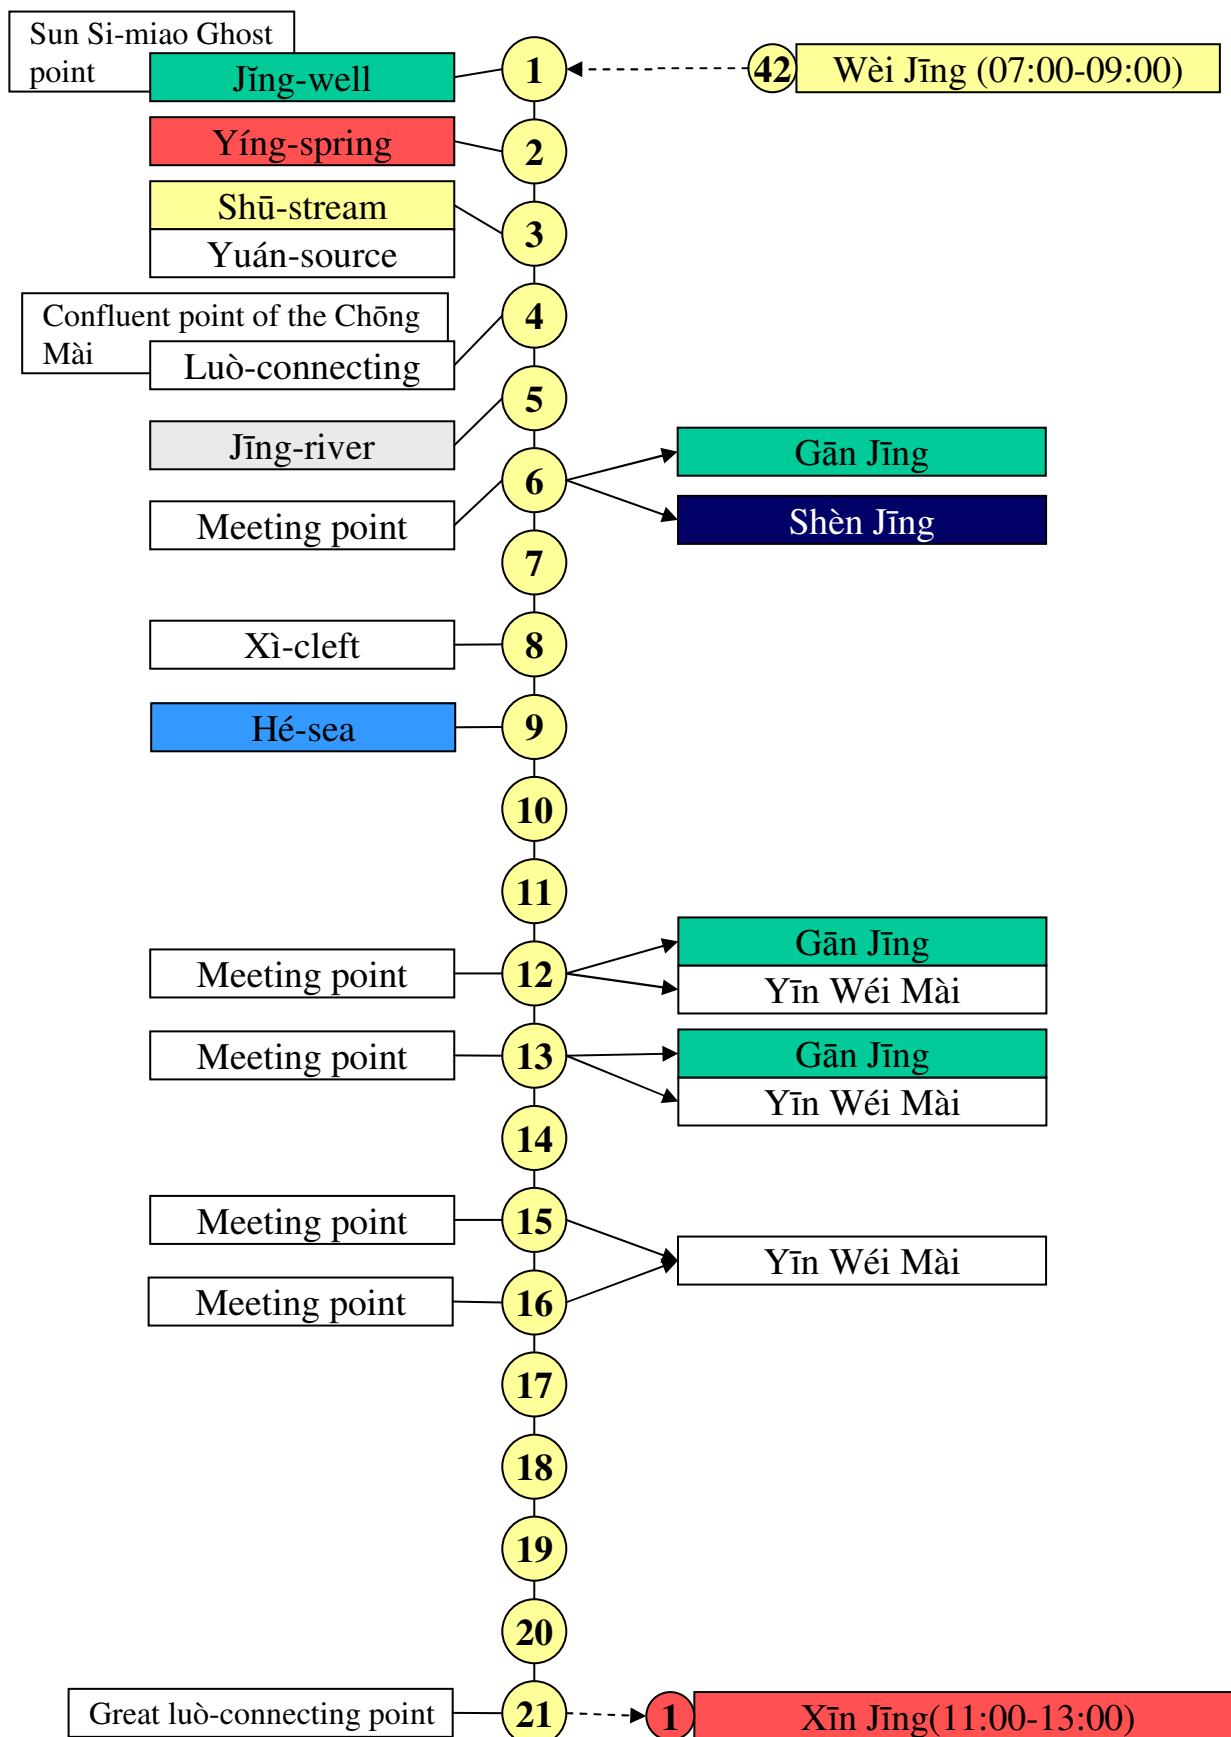 Sun Si-miao Ghost
point
Jǐng-well
1
42
Wèi Jīng (07:00-09:00)
Yíng-spring
2
Shū-stream
3
Yuán-source
Confluent point of the Chōng
Mài
4
Luò-connecting
5
Jīng-river
Gān Jīng
6
Shèn Jīng
Meeting point
7
Xì-cleft
8
Hé-sea
9
10
11
Gān Jīng
Meeting point
12
Yīn Wéi Mài
Meeting point
13
Gān Jīng
Yīn Wéi Mài
14
Meeting point
15
Yīn Wéi Mài
Meeting point
16
17
18
19
20
Great luò-connecting point
21
1
Xīn Jīng(11:00-13:00)